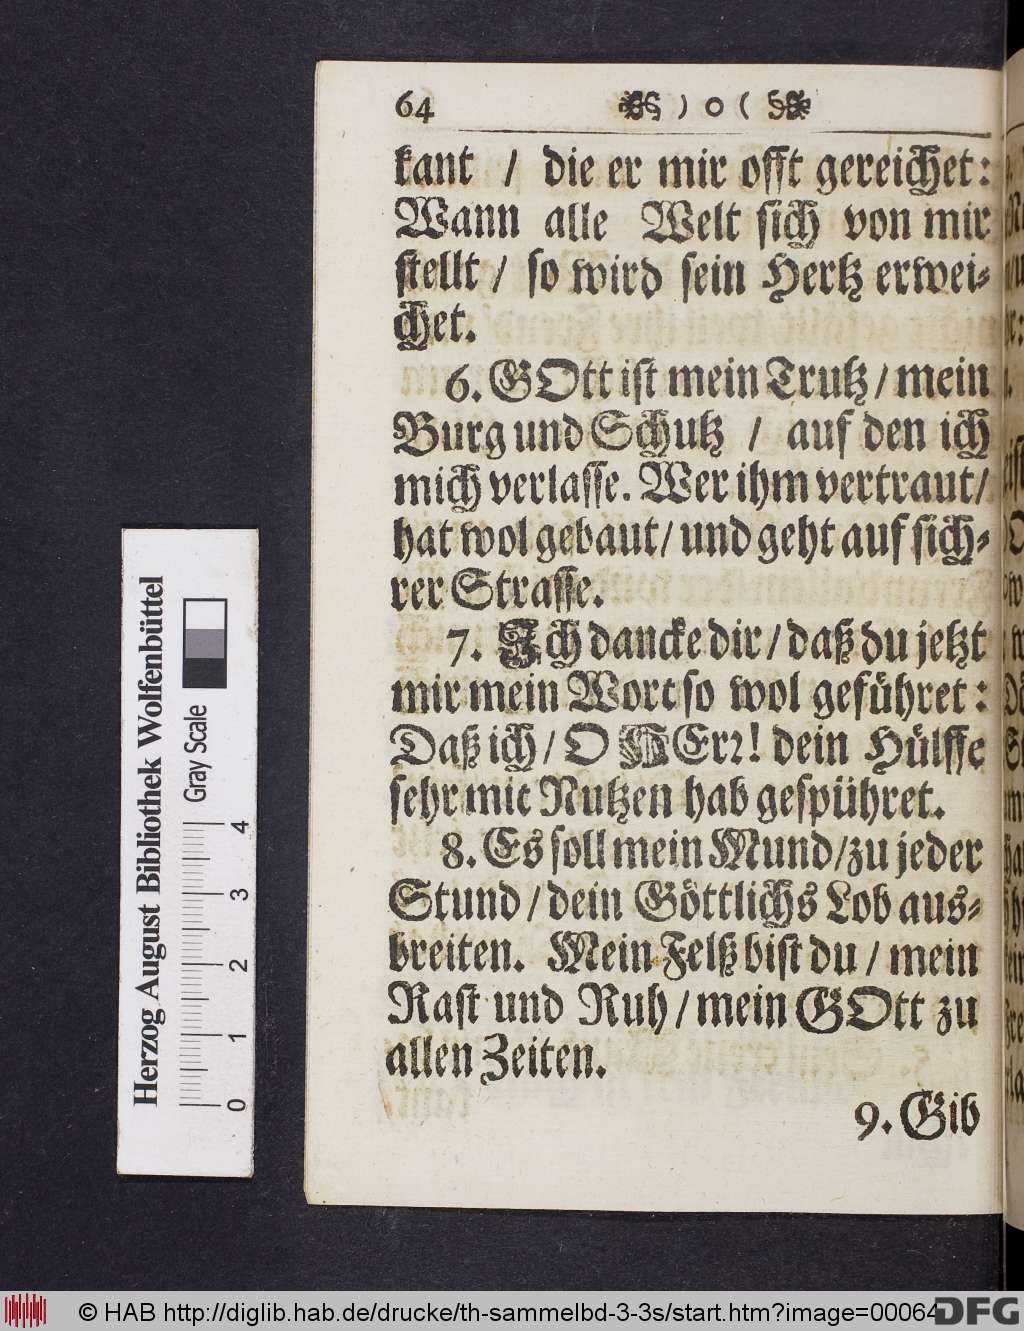 64 ) o (
kant / die er mir offt gereichet:
Wann alle Welt sich von mir
stellt / so wird sein Hertz erwei-
chet.
6. GOtt ist mein Trutz / mein
Burg und Schutz / auf den ich
mich verlasse. Wer ihm vertraut /
hat wol gebaut / und geht auf sich-
rer Strasse.
7. Ich dancke dir / daß du jetzt
mir mein Wort so wol geführet:
Daß ich / O HErr! dein Hülffe
sehr mit Nutzen hab gespühret.
8. Es soll mein Mund / zu jeder
Stund / dein Göttlichs Lob aus-
breiten. Mein Felß bist du / mein
Rast und Ruh / mein GOtt zu
allen Zeiten.
9. Gib
Herzog August Bibliothek Wolfenbüttel
Gray Scale
0 1 2 3 4
© HAB http://diglib.hab.de/drucke/th-sammelbd-3-3s/start.htm?image=00064
DFG